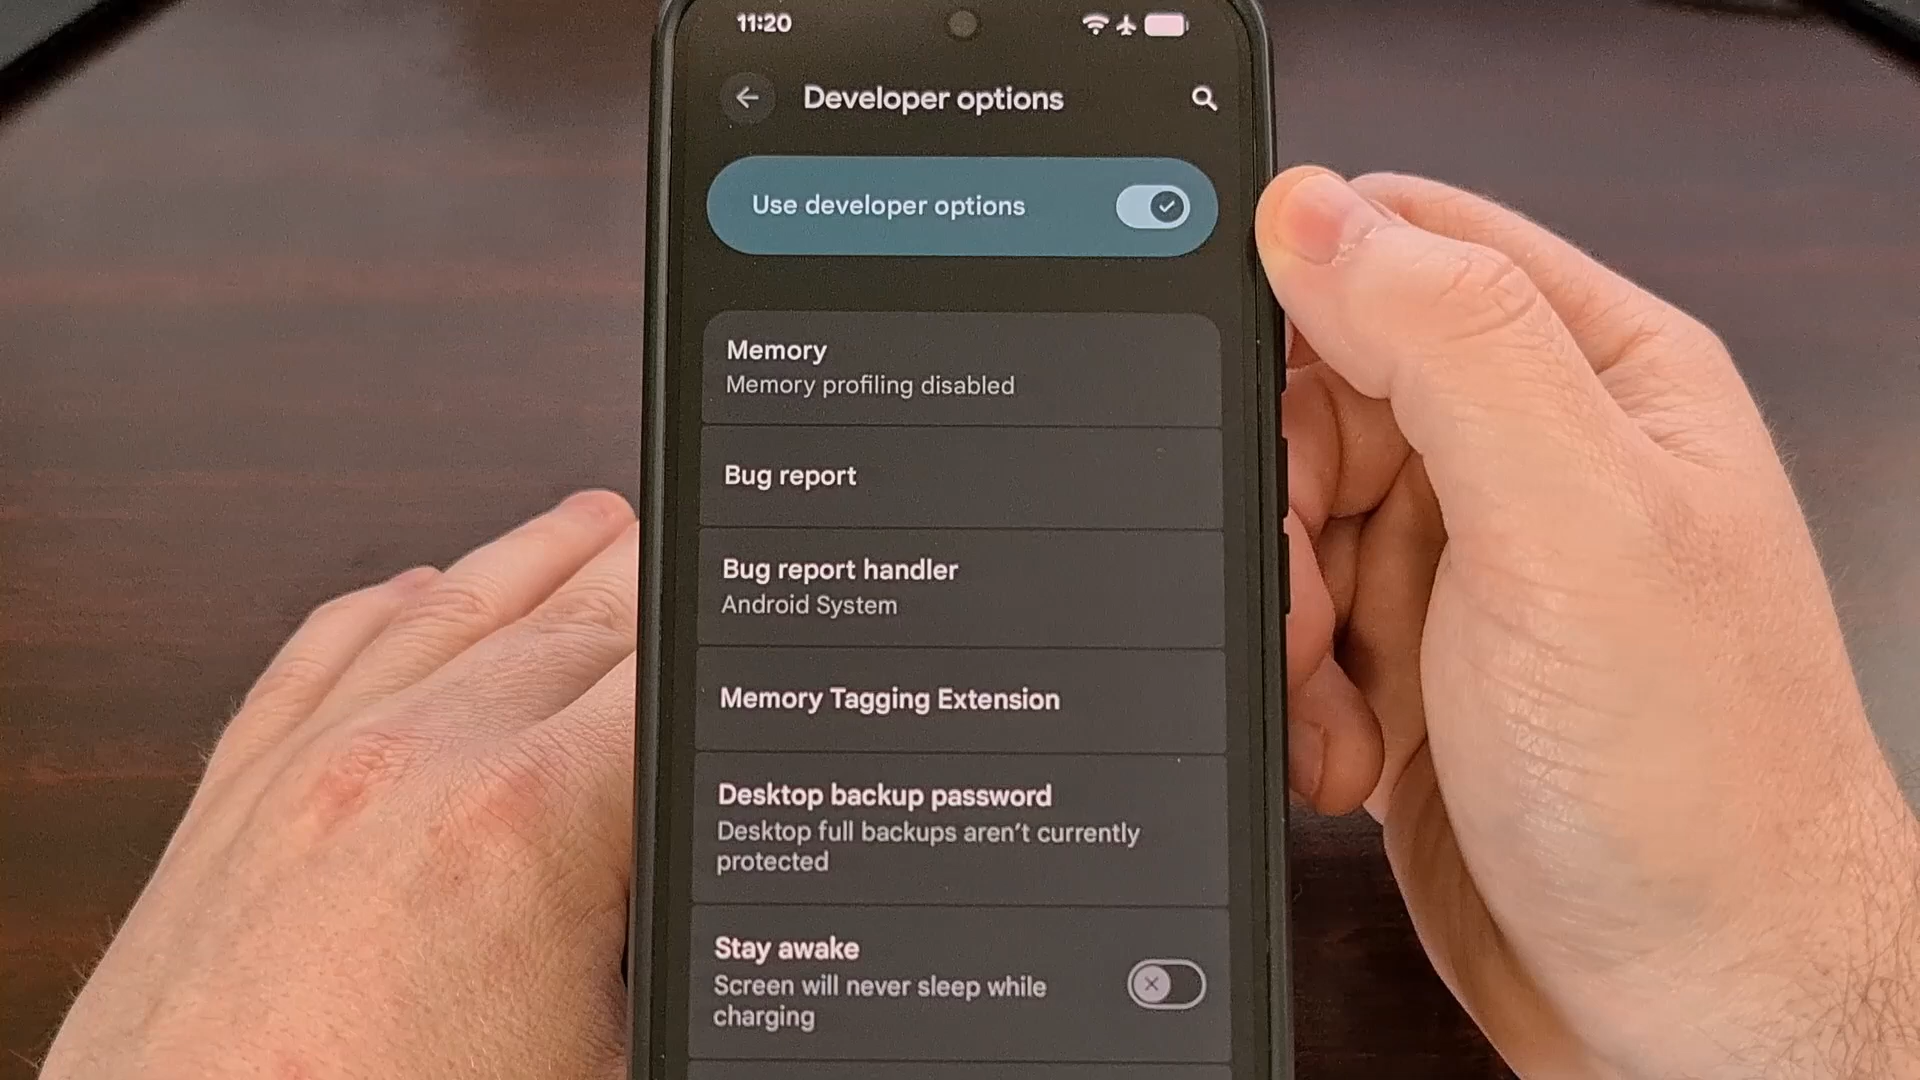 11:20
Developer options
Use developer options
Memory
Memory profiling disabled
Bug report
Bug report handler
Android System
Memory Tagging Extension
Desktop backup password
Desktop full backups aren’t currently
protected
Stay awake
Screen will never sleep while
charging